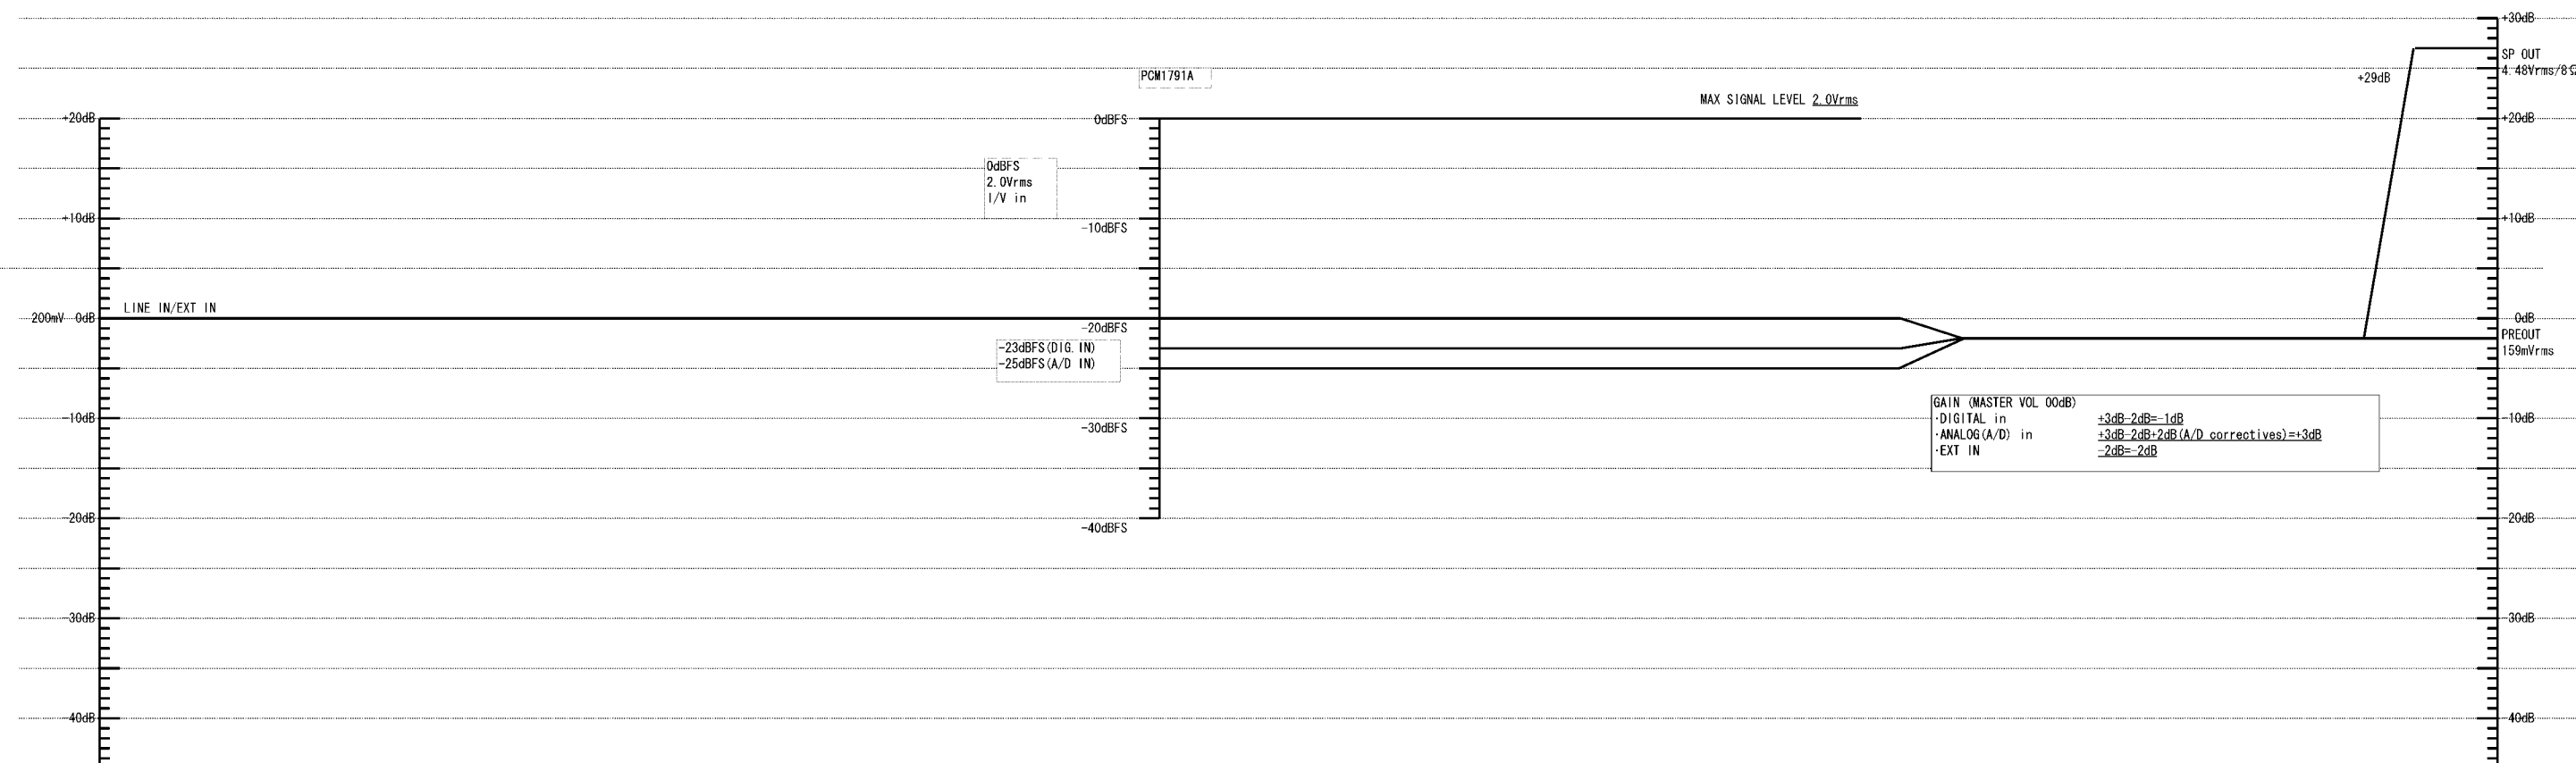 +30dB
SP OUT
4.48Vrms/8Ω
+29dB
PCM1791A
MAX SIGNAL LEVEL 2.0Vrms
+20dB
0dBFS
+20dB
0dBFS
2.0Vrms
I/V in
+10dB
-10dBFS
+10dB
LINE IN/EXT IN
200mV 0dB
-20dBFS
0dB
PREOUT
159mVrms
-23dBFS(DIG.IN)
-25dBFS(A/D IN)
GAIN (MASTER VOL 00dB)
·DIGITAL in +3dB-2dB=-1dB
·ANALOG(A/D) in +3dB-2dB+2dB(A/D correctives)=+3dB
·EXT IN -2dB=-2dB
-10dB
-30dBFS
-10dB
-20dB
-40dBFS
-20dB
-30dB
-30dB
-40dB
-40dB